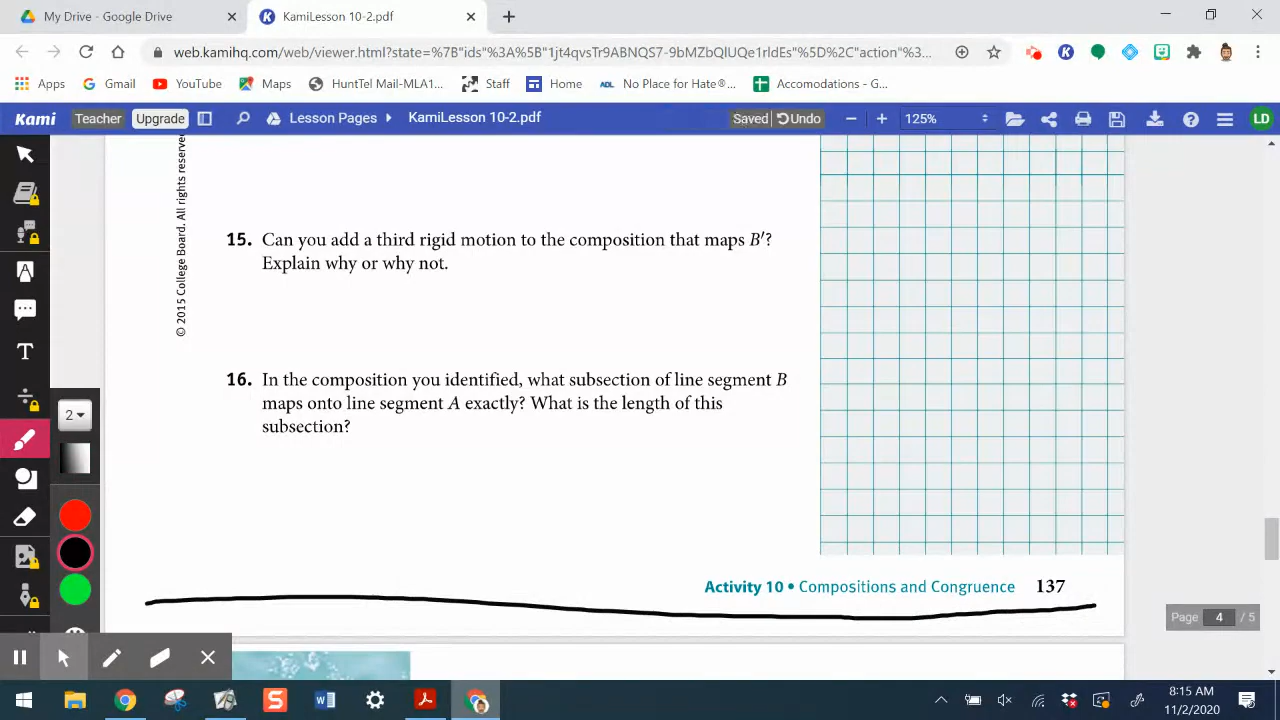 My Drive - Google Drive
KamiLesson 10-2.pdf
web.kamihq.com/web/viewer.html?state=%7B"ids"%3A%5B"1jt4qvsTr9ABNQS7-9bMZbQlUQe1rldEs"%5D%2C"action"%3...
Apps Google YouTube Maps HuntTel Mail-MLA1... Staff ADL Home No Place for Hate®... Accomodations – G...
Kami Teacher Upgrade Lesson Pages KamiLesson 10-2.pdf Saved Undo 125% LD
© 2015 College Board. All rights reserve
15. Can you add a third rigid motion to the composition that maps B′?
Explain why or why not.
16. In the composition you identified, what subsection of line segment B
maps onto line segment A exactly? What is the length of this
subsection?
2
Activity 10 • Compositions and Congruence 137
Page 4 / 5
8:15 AM
11/2/2020